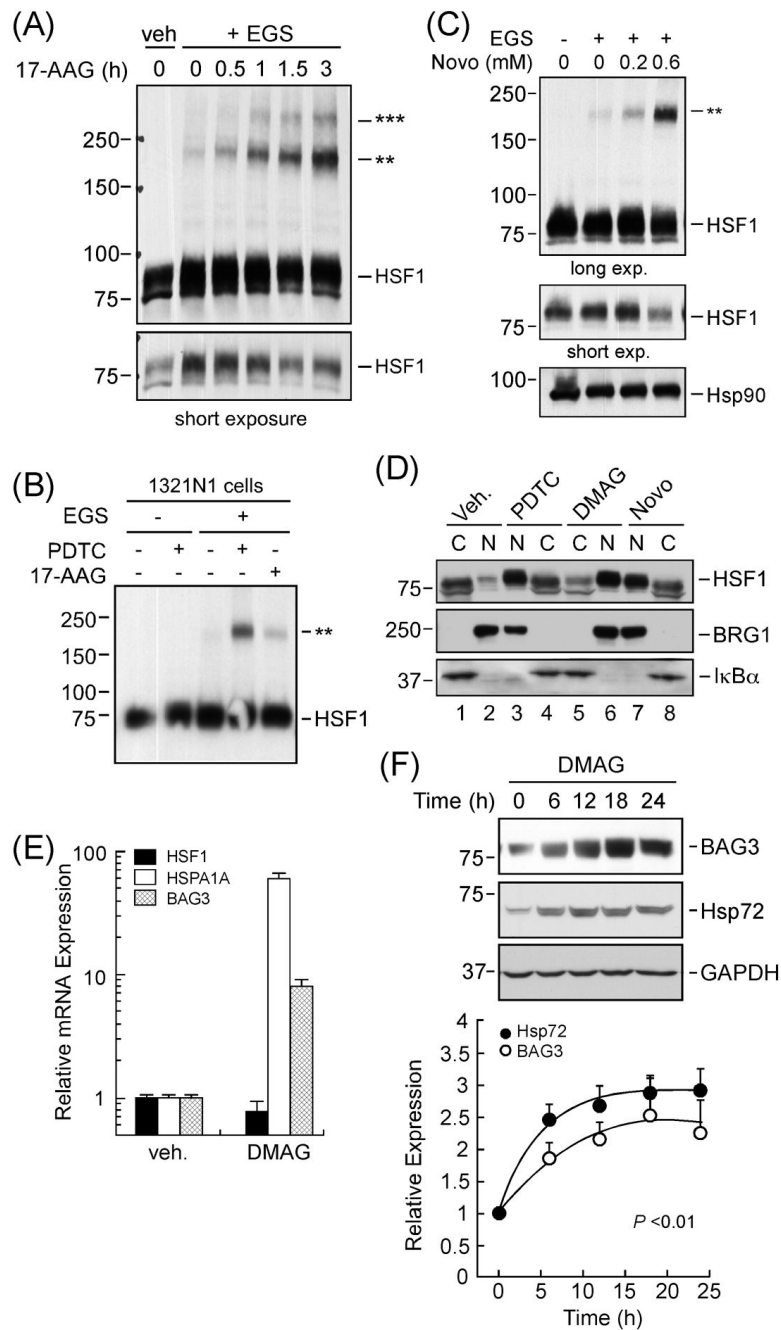 (A)
veh + EGS
17-AAG (h) 0 0 0.5 1 1.5 3
***
250
**
150
100
HSF1
75
HSF1
75
short exposure
(B)
1321N1 cells
EGS - +
PDTC - + - + -
17-AAG - - - - +
250
**
150
100
75
HSF1
(C)
EGS - + + +
Novo (mM) 0 0 0.2 0.6
250
**
150
100
75
HSF1
long exp.
HSF1
75
short exp.
100
Hsp90
(D)
Veh. PDTC DMAG Novo
C N N C C N N C
75
HSF1
250
BRG1
37
IκBα
1 2 3 4 5 6 7 8
(E)
Relative mRNA Expression
100
10
1
HSF1
HSPA1A
BAG3
veh. DMAG
(F)
DMAG
Time (h) 0 6 12 18 24
BAG3
75
75
Hsp72
37
GAPDH
Relative Expression
4
3.5
3
2.5
2
1.5
1
0.5
0
Hsp72
BAG3
P <0.01
0 5 10 15 20 25
Time (h)